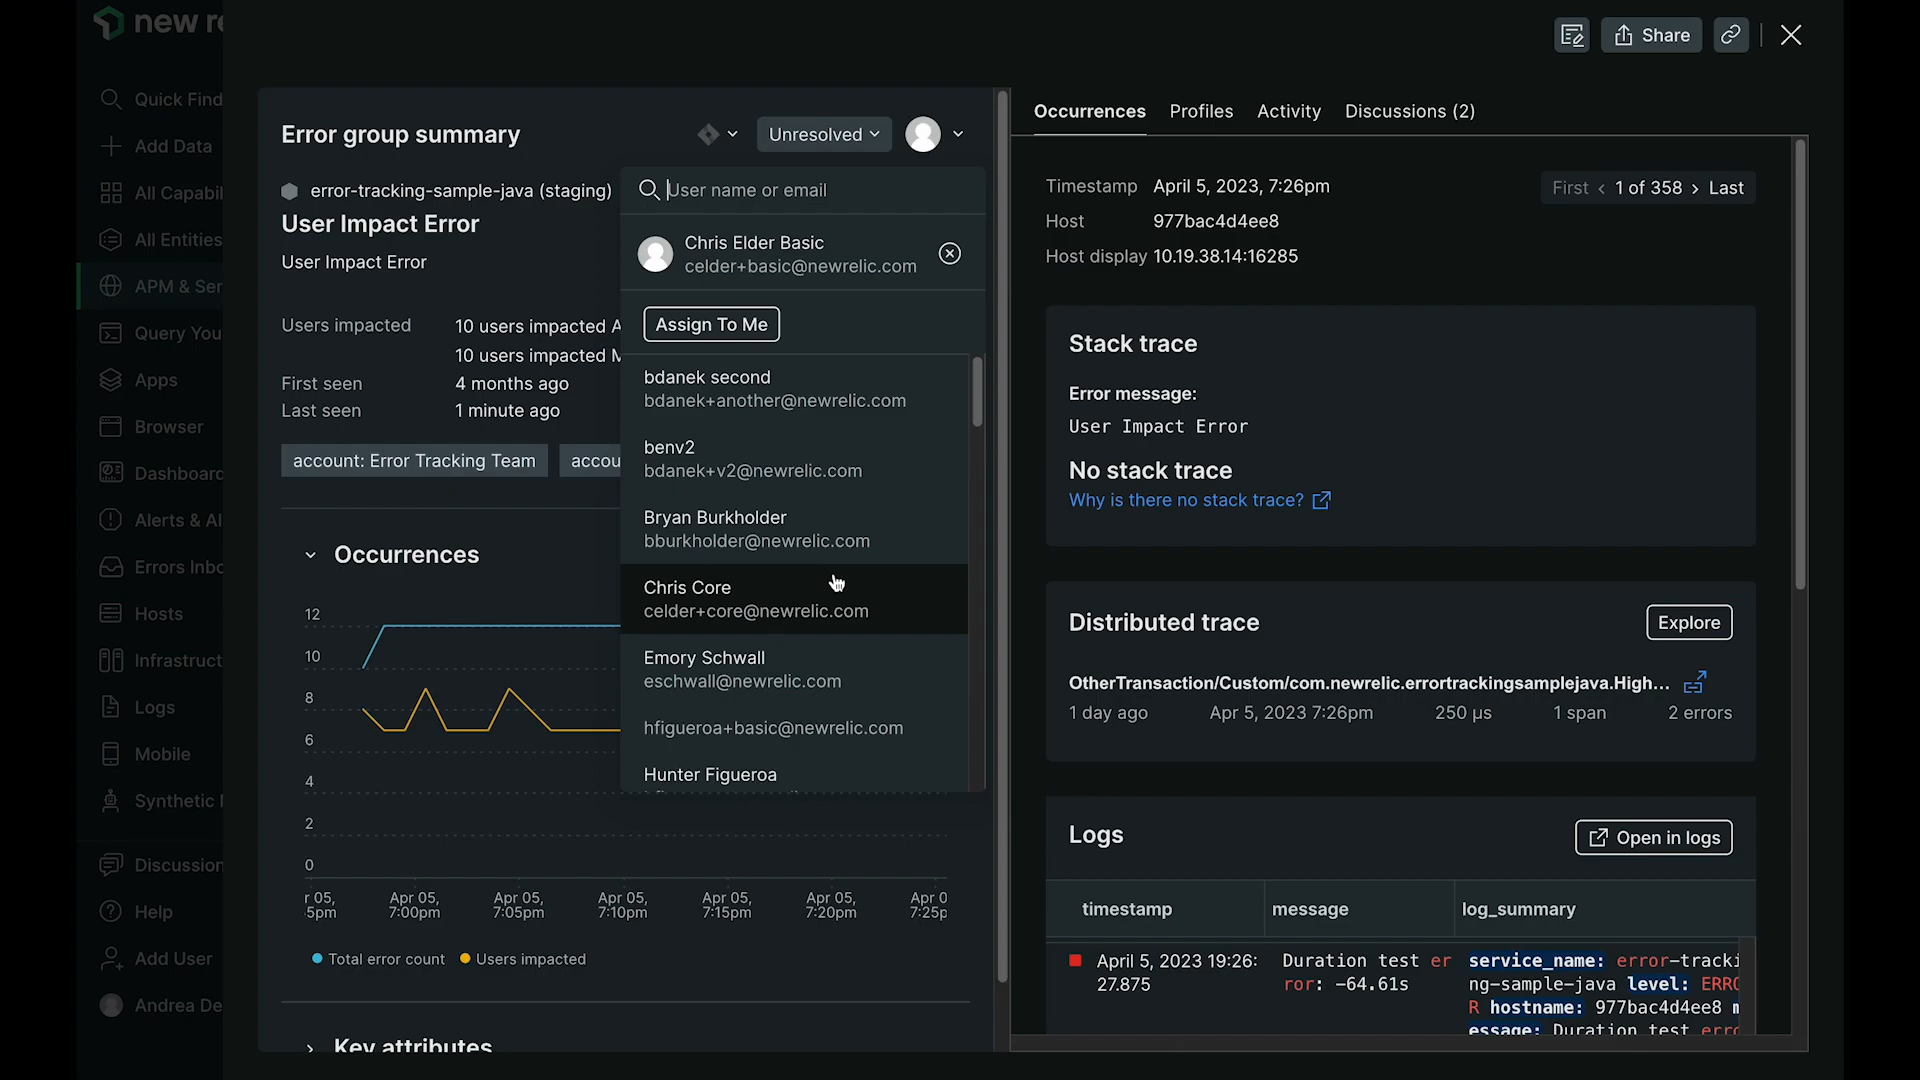 new re
Quick Find
Add Data
All Capabil
All Entities
APM & Ser
Query You
Apps
Browser
Dashboard
Alerts & AI
Errors Inbo
Hosts
Infrastruct
Logs
Mobile
Synthetic
Discussion
Help
Add User
Andrea De
Share
Error group summary
Unresolved
error-tracking-sample-java (staging)
User Impact Error
User Impact Error
Users impacted
10 users impacted A
10 users impacted M
First seen
4 months ago
Last seen
1 minute ago
account: Error Tracking Team
accou
User name or email
Chris Elder Basic
celder+basic@newrelic.com
Assign To Me
bdanek second
bdanek+another@newrelic.com
benv2
bdanek+v2@newrelic.com
Bryan Burkholder
bburkholder@newrelic.com
Chris Core
celder+core@newrelic.com
Emory Schwall
eschwall@newrelic.com
hfigueroa+basic@newrelic.com
Hunter Figueroa
Occurrences
12
10
8
6
4
2
0
r 05,
:5pm
Apr 05,
7:00pm
Apr 05,
7:05pm
Apr 05,
7:10pm
Apr 05,
7:15pm
Apr 05,
7:20pm
Apr 0
7:25p
Total error count
Users impacted
Key attributes
Occurrences
Profiles
Activity
Discussions (2)
Timestamp April 5, 2023, 7:26pm
First < 1 of 358 > Last
Host 977bac4d4ee8
Host display 10.19.38.14:16285
Stack trace
Error message:
User Impact Error
No stack trace
Why is there no stack trace?
Distributed trace
Explore
OtherTransaction/Custom/com.newrelic.errortrackingsamplejava.High...
1 day ago
Apr 5, 2023 7:26pm
250 µs
1 span
2 errors
Logs
Open in logs
timestamp
message
log_summary
April 5, 2023 19:26:
27.875
Duration test er
ror: -64.61s
service_name: error-tracki
ng-sample-java level: ERRO
R hostname: 977bac4d4ee8 m
essage: Duration test erro